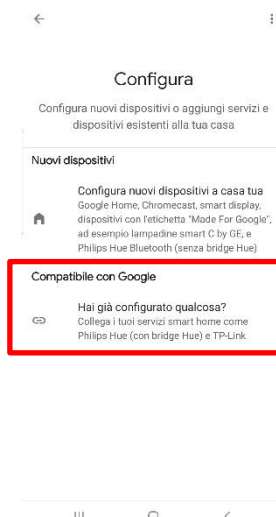 Configura
Configura nuovi dispositivi o aggiungi servizi e
dispositivi esistenti alla tua casa
Nuovi dispositivi
Configura nuovi dispositivi a casa tua
Google Home, Chromecast, smart display,
dispositivi con l'etichetta "Made For Google",
ad esempio lampadine smart C by GE, e
Philips Hue Bluetooth (senza bridge Hue)
Compatibile con Google
Hai già configurato qualcosa?
Collega i tuoi servizi smart home come
Philips Hue (con bridge Hue) e TP-Link